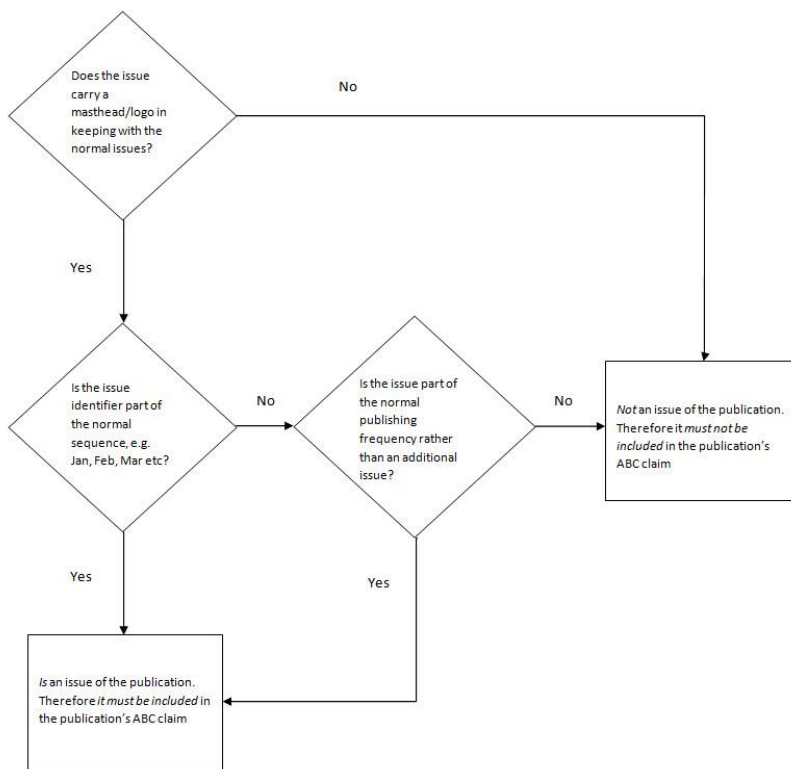 Does the issue
carry a
masthead/logo in
keeping with the
normal issues?
No
Yes
Is the issue
identifier part of
the normal
sequence, e.g.
Jan, Feb, Mar etc?
No
Is the issue part of
the normal
publishing
frequency rather
than an additional
issue?
No
Not an issue of the publication.
Therefore it must not be
included in the publication’s
ABC claim
Yes
Yes
Is an issue of the publication.
Therefore it must be included in
the publication’s ABC claim